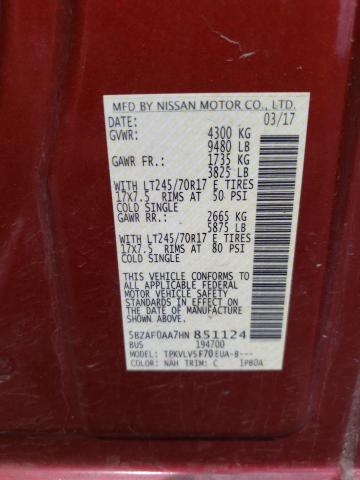 MFD BY NISSAN MOTOR CO., LTD.
DATE: 03/17
GVWR: 4300 KG
9480 LB
GAWR FR.: 1735 KG
3825 LB
WITH LT245/70R17 E TIRES
17X7.5 RIMS AT 50 PSI
COLD SINGLE
GAWR RR.: 2665 KG
5875 LB
WITH LT245/70R17 E TIRES
17X7.5 RIMS AT 80 PSI
COLD SINGLE
THIS VEHICLE CONFORMS TO
ALL APPLICABLE FEDERAL
MOTOR VEHICLE SAFETY
STANDARDS IN EFFECT ON
THE DATE OF MANUFACTURE
SHOWN ABOVE.
5BZAF0AA7HN 851124
BUS 194700
MODEL: TPKVLV5F70EUA-B---
COLOR: NAH TRIM: C IPBDA